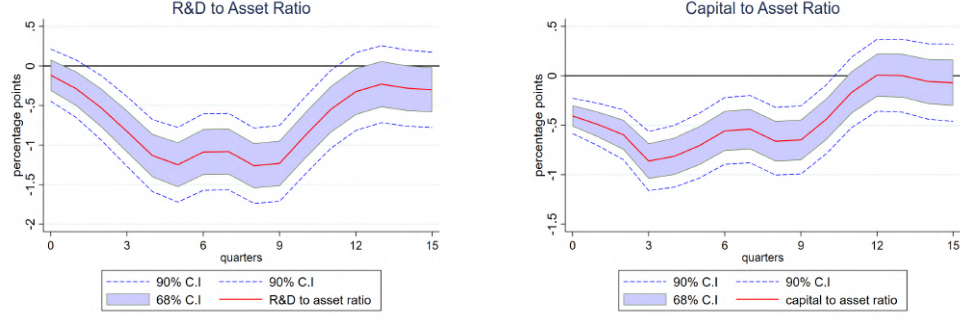 R&D to Asset Ratio
percentage points
.5
0
-.5
-1
-1.5
-2
0 3 6 9 12 15
quarters
90% C.I 90% C.I
68% C.I R&D to asset ratio
Capital to Asset Ratio
percentage points
.5
0
-.5
-1
-1.5
0 3 6 9 12 15
quarters
90% C.I 90% C.I
68% C.I capital to asset ratio